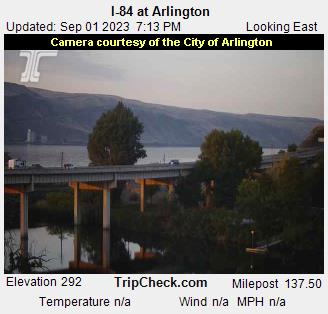 I-84 at Arlington
Updated: Sep 01 2023 7:13 PM Looking East
Camera courtesy of the City of Arlington
Elevation 292 TripCheck.com Milepost 137.50
Temperature n/a Wind n/a MPH n/a